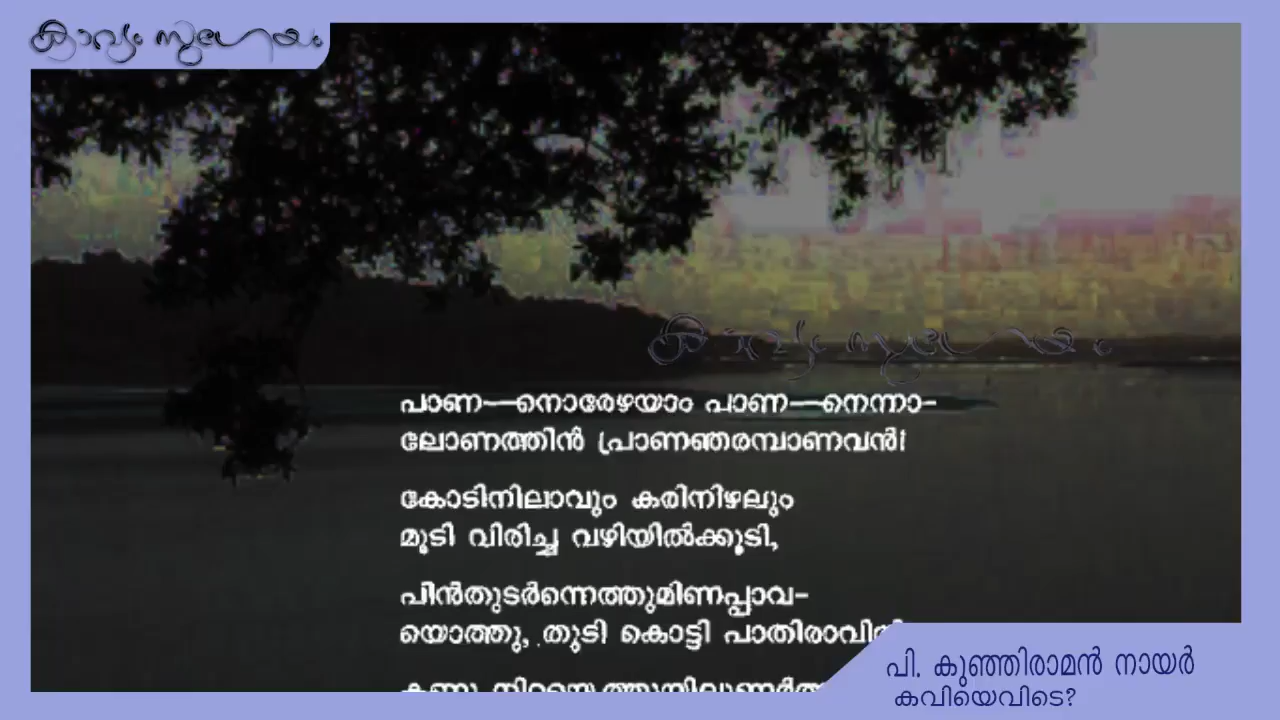 കാവ്യം സുഗേയം
കാവ്യം സുഗേയം
പാണ—നൊരേഴയാം പാണ—നെന്നാ-
ലോണത്തിൻ പ്രാണഞരമ്പാണവൻ!
കോടിനിലാവും കരിനിഴലും
മൂടി വിരിച്ച വഴിയിൽക്കൂടി,
പിൻതുടർന്നെത്തുമിണപ്പാവ-
യൊത്തു, തുടി കൊട്ടി
പി. കുഞ്ഞിരാമൻ നായർ
കവിയെവിടെ?